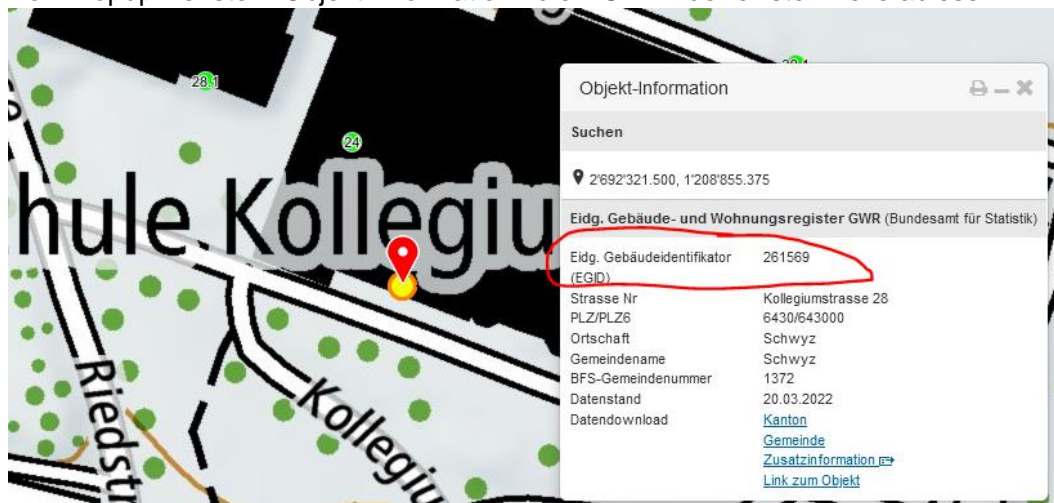 28.1
24
hule Kollegiu
Riedstr
Kollegiu
Objekt-Information
Suchen
2'692'321.500, 1'208'855.375
Eidg. Gebäude- und Wohnungsregister GWR (Bundesamt für Statistik)
Eidg. Gebäudeidentifikator 261569
(EGID)
Strasse Nr Kollegiumstrasse 28
PLZ/PLZ6 6430/643000
Ortschaft Schwyz
Gemeindename Schwyz
BFS-Gemeindenummer 1372
Datenstand 20.03.2022
Datendownload Kanton
Gemeinde
Zusatzinformation
Link zum Objekt